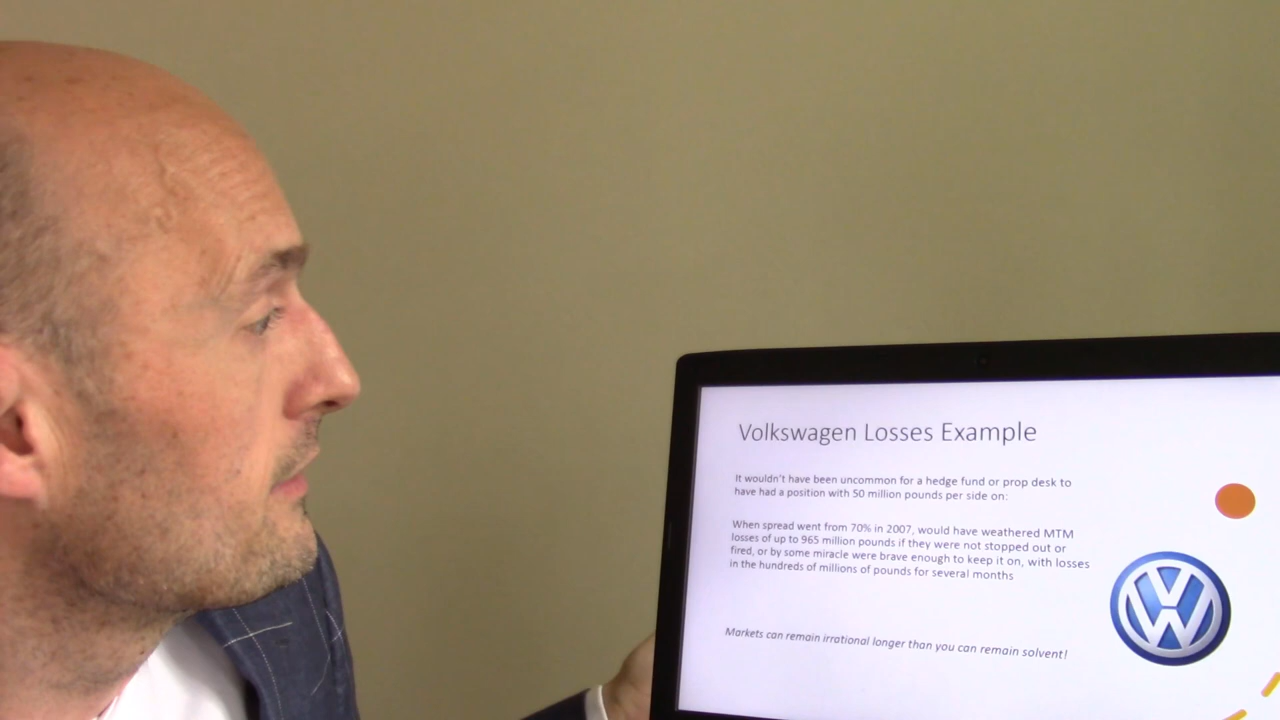 Volkswagen Losses Example
It wouldn't have been uncommon for a hedge fund or prop desk to
have had a position with 50 million pounds per side on:
When spread went from 70% in 2007, would have weathered MTM
losses of up to 965 million pounds if they were not stopped out or
fired, or by some miracle were brave enough to keep it on, with losses
in the hundreds of millions of pounds for several months
Markets can remain irrational longer than you can remain solvent!